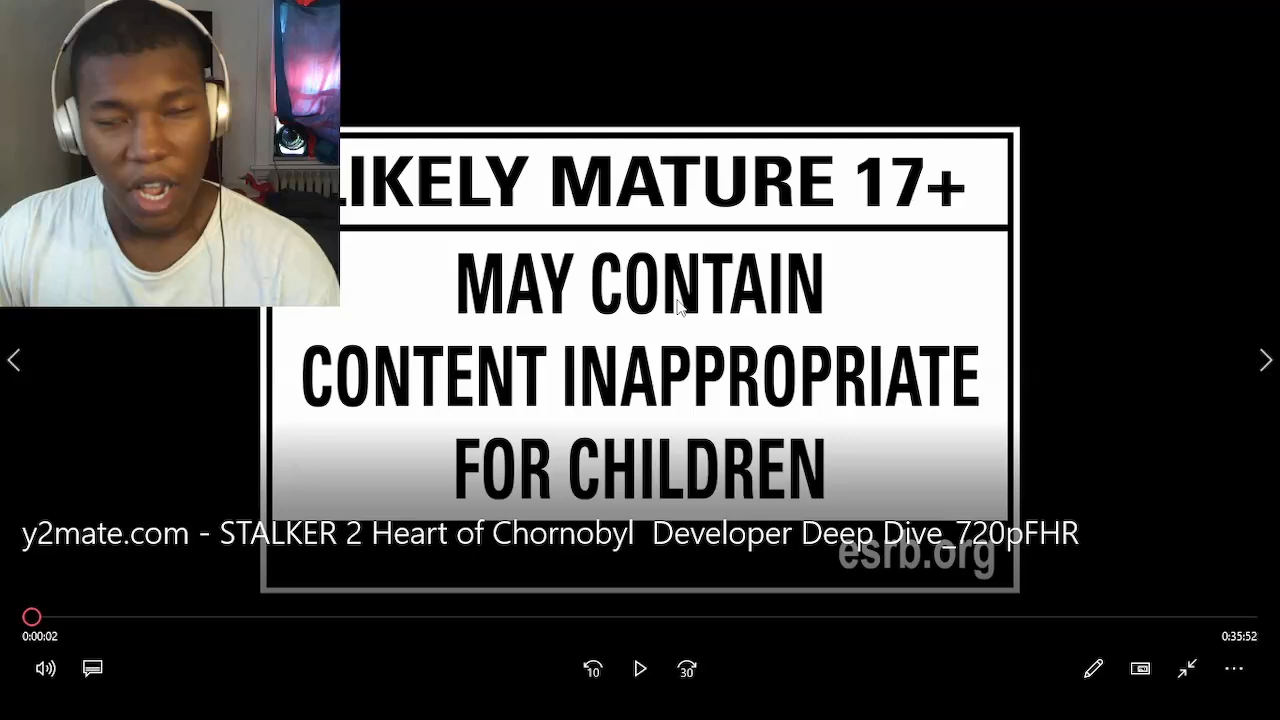 LIKELY MATURE 17+
MAY CONTAIN
CONTENT INAPPROPRIATE
FOR CHILDREN
y2mate.com - STALKER 2 Heart of Chornobyl  Developer Deep Dive_720pFHR
esrb.org
0:00:02
0:35:52
10
30